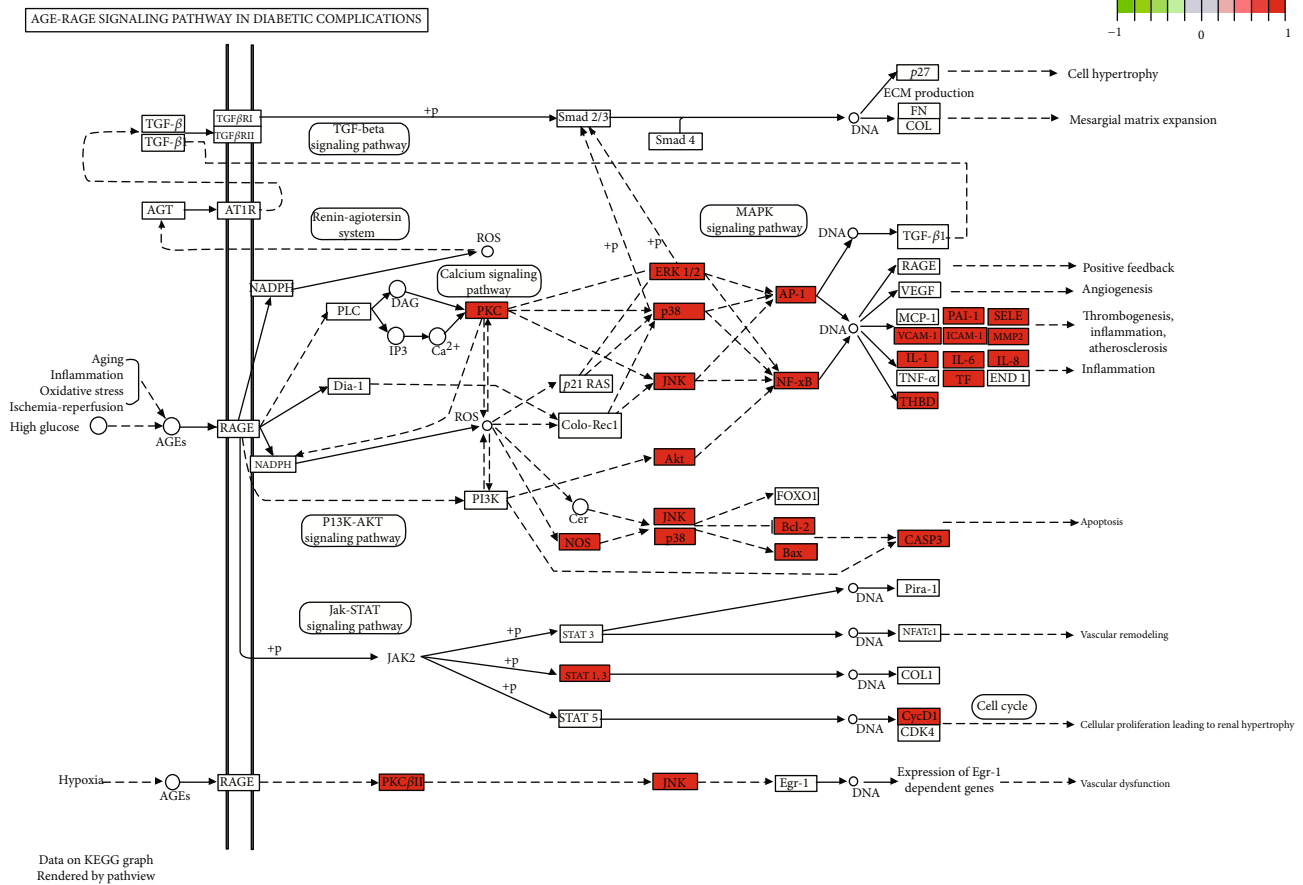 AGE-RAGE SIGNALING PATHWAY IN DIABETIC COMPLICATIONS
−1
0
1
p27
Cell hypertrophy
ECM production
FN
COL
DNA
Mesargial matrix expansion
TGF-β
TGF-β
TGFβRI
TGFβRII
+p
TGF-beta
signaling pathway
Smad 2/3
Smad 4
AGT
AT1R
Renin-agiotersin
system
ROS
+p
+p
MAPK
signaling pathway
DNA
TGF-β1
NADPH
Calcium signaling
pathway
ERK 1/2
RAGE
Positive feedback
PLC
DAG
IP3
Ca2+
PKC
p38
AP-1
VEGF
Angiogenesis
DNA
MCP-1
PAI-1
SELE
VCAM-1
ICAM-1
MMP2
Thrombogenesis,
inflammation,
atherosclerosis
IL-1
IL-6
IL-8
TNF-α
TF
END 1
Inflammation
THBD
Aging
Inflammation
Oxidative stress
Ischemia-reperfusion
High glucose
AGEs
RAGE
Dia-1
NADPH
ROS
p21 RAS
Colo-Rec1
JNK
NF-xB
Akt
PI3K
P13K-AKT
signaling pathway
Cer
NOS
JNK
p38
FOXO1
Bcl-2
Bax
CASP3
Apoptosis
Jak-STAT
signaling pathway
+p
JAK2
+p
+p
+p
STAT 3
STAT 1, 3
STAT 5
DNA
Pira-1
DNA
NFATc1
Vascular remodeling
DNA
COL1
DNA
CycD1
CDK4
Cell cycle
Cellular proliferation leading to renal hypertrophy
Hypoxia
AGEs
RAGE
PKCβII
JNK
Egr-1
DNA
Expression of Egr-1
dependent genes
Vascular dysfunction
Data on KEGG graph
Rendered by pathview